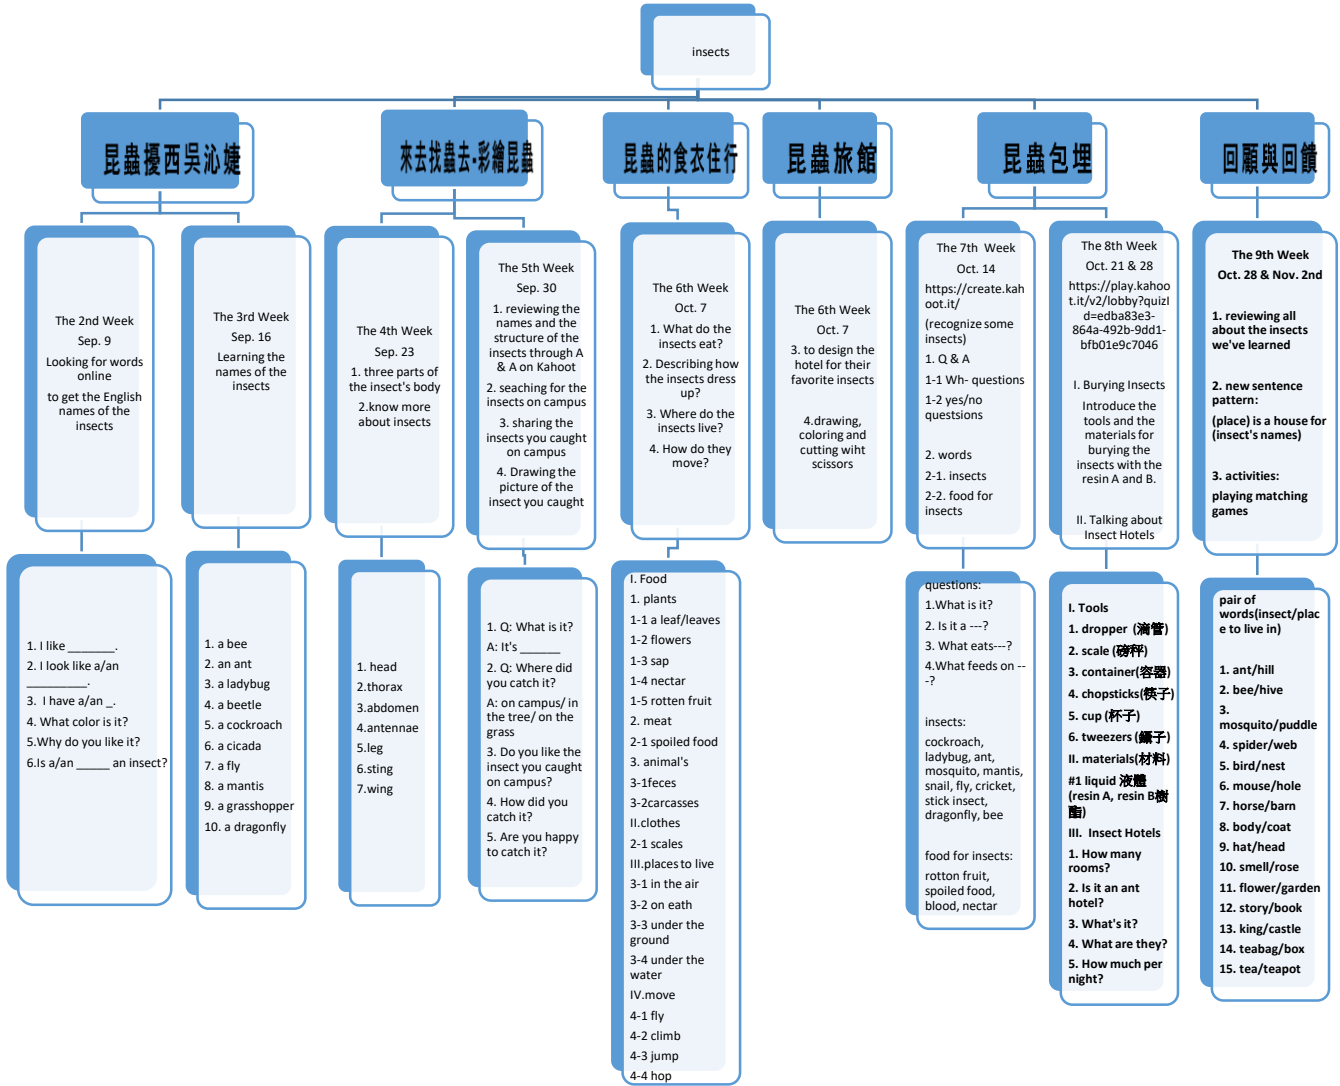 insects
昆蟲擾西吳沁婕
來去找蟲去-彩繪昆蟲
昆蟲的食衣住行
昆蟲旅館
昆蟲包埋
回顧與回饋
The 2nd Week
Sep. 9
Looking for words
online
to get the English
names of the
insects
The 3rd Week
Sep. 16
Learning the
names of the
insects
The 4th Week
Sep. 23
1. three parts of
the insect's body
2.know more
about insects
The 5th Week
Sep. 30
1. reviewing the
names and the
structure of the
insects through A
& A on Kahoot
2. seaching for the
insects on campus
3. sharing the
insects you caught
on campus
4. Drawing the
picture of the
insect you caught
The 6th Week
Oct. 7
1. What do the
insects eat?
2. Describing how
the insects dress
up?
3. Where do the
insects live?
4. How do they
move?
The 6th Week
Oct. 7
3. to design the
hotel for their
favorite insects
4.drawing,
coloring and
cutting wiht
scissors
The 7th Week
Oct. 14
https://create.kah
oot.it/
(recognize some
insects)
1. Q & A
1-1 Wh- questions
1-2 yes/no
questsions
2. words
2-1. insects
2-2. food for
insects
The 8th Week
Oct. 21 & 28
https://play.kahoo
t.it/v2/lobby?quizI
d=edba83e3-
864a-492b-9dd1-
bfb01e9c7046
I. Burying Insects
Introduce the
tools and the
materials for
burying the
insects with the
resin A and B.
II. Talking about
Insect Hotels
The 9th Week
Oct. 28 & Nov. 2nd
1. reviewing all
about the insects
we've learned
2. new sentence
pattern:
(place) is a house for
(insect's names)
3. activities:
playing matching
games
1. I like _______.
2. I look like a/an
_________.
3. I have a/an _.
4. What color is it?
5.Why do you like it?
6.Is a/an _____ an insect?
1. a bee
2. an ant
3. a ladybug
4. a beetle
5. a cockroach
6. a cicada
7. a fly
8. a mantis
9. a grasshopper
10. a dragonfly
1. head
2.thorax
3.abdomen
4.antennae
5.leg
6.sting
7.wing
1. Q: What is it?
A: It's ______
2. Q: Where did
you catch it?
A: on campus/ in
the tree/ on the
grass
3. Do you like the
insect you caught
on campus?
4. How did you
catch it?
5. Are you happy
to catch it?
I. Food
1. plants
1-1 a leaf/leaves
1-2 flowers
1-3 sap
1-4 nectar
1-5 rotten fruit
2. meat
2-1 spoiled food
3. animal's
3-1feces
3-2carcasses
II.clothes
2-1 scales
III.places to live
3-1 in the air
3-2 on eath
3-3 under the
ground
3-4 under the
water
IV.move
4-1 fly
4-2 climb
4-3 jump
4-4 hop
questions:
1.What is it?
2. Is it a ---?
3. What eats---?
4.What feeds on --
-?
insects:
cockroach,
ladybug, ant,
mosquito, mantis,
snail, fly, cricket,
stick insect,
dragonfly, bee
food for insects:
rotton fruit,
spoiled food,
blood, nectar
I. Tools
1. dropper (滴管)
2. scale (磅秤)
3. container(容器)
4. chopsticks(筷子)
5. cup (杯子)
6. tweezers (鑷子)
II. materials(材料)
#1 liquid 液體
(resin A, resin B樹
酯)
III. Insect Hotels
1. How many
rooms?
2. Is it an ant
hotel?
3. What's it?
4. What are they?
5. How much per
night?
pair of
words(insect/plac
e to live in)
1. ant/hill
2. bee/hive
3.
mosquito/puddle
4. spider/web
5. bird/nest
6. mouse/hole
7. horse/barn
8. body/coat
9. hat/head
10. smell/rose
11. flower/garden
12. story/book
13. king/castle
14. teabag/box
15. tea/teapot